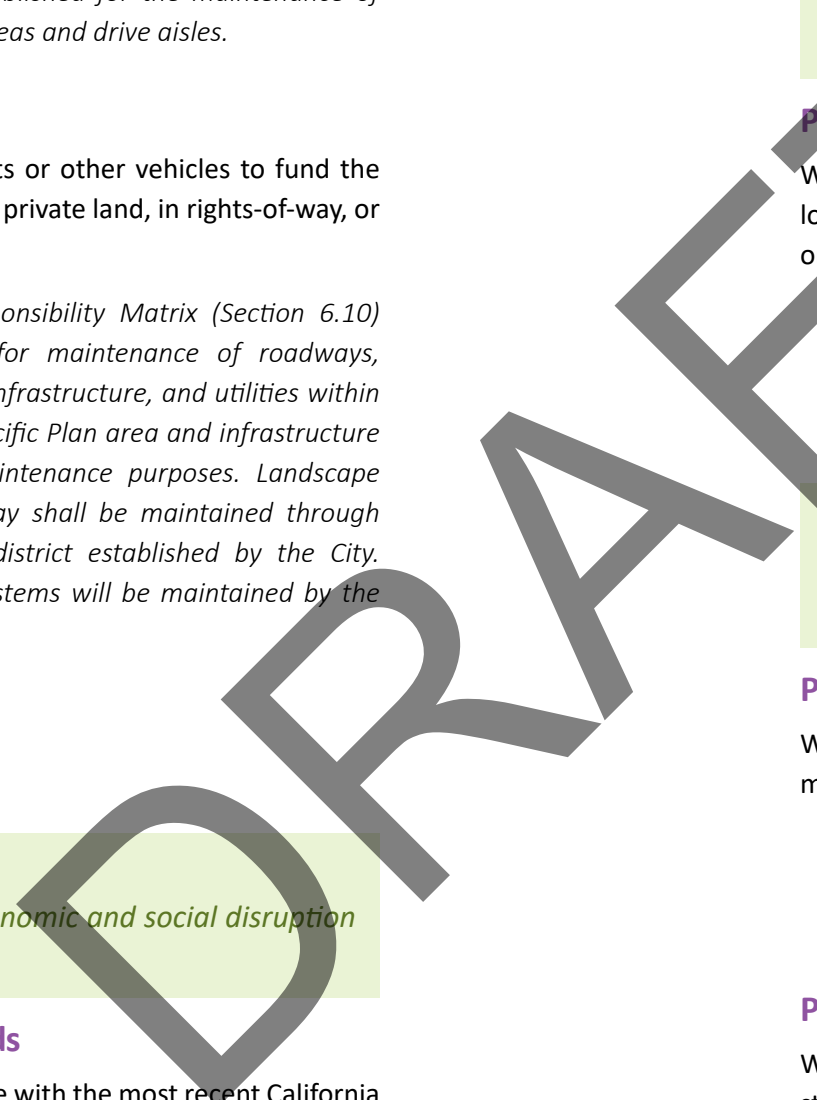 for the maintenance of
eas and drive aisles.
ts or other vehicles to fund the
private land, in rights-of-way, or
onsibility Matrix (Section 6.10)
for maintenance of roadways,
nfrastructure, and utilities within
cific Plan area and infrastructure
intenance purposes. Landscape
ay shall be maintained through
district established by the City.
stems will be maintained by the
nomic and social disruption
ds
e with the most recent California
P
W
lo
o
P
W
m
P
W
DRAFT